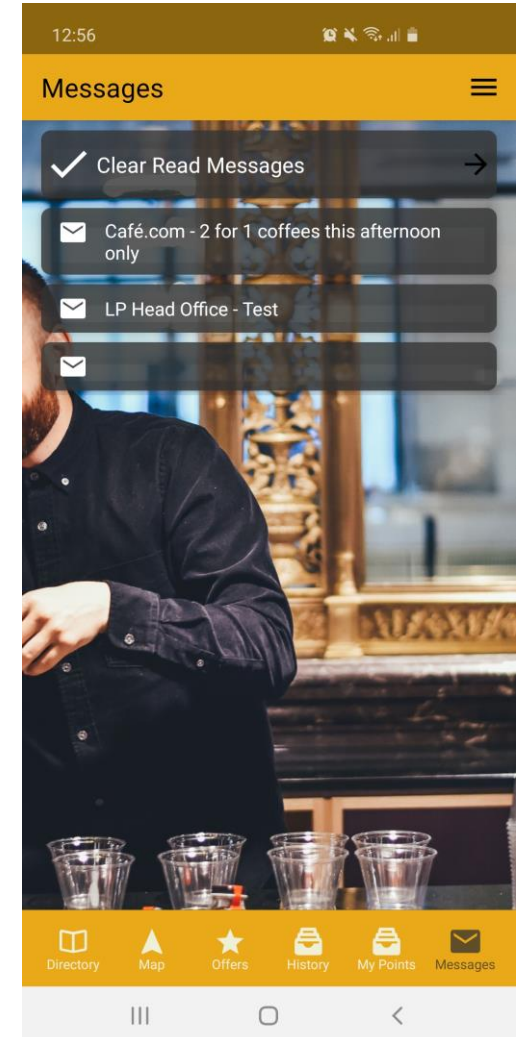 12:56
Messages
Clear Read Messages
Café.com - 2 for 1 coffees this afternoon
only
LP Head Office - Test
Directory Map Offers History My Points Messages